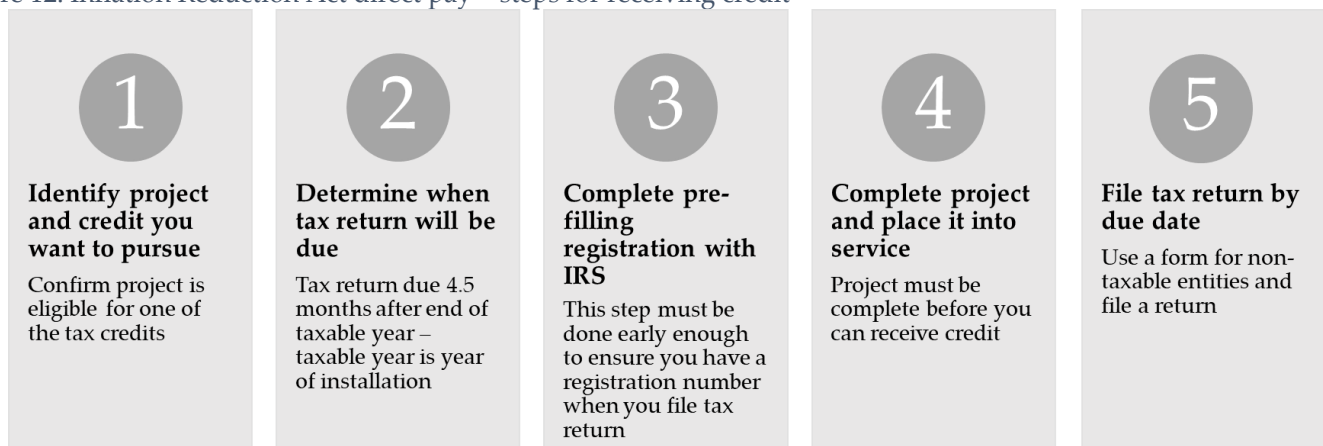 Inflation Reduction Act direct pay – steps for receiving credit
1
Identify project
and credit you
want to pursue
Confirm project is
eligible for one of
the tax credits
2
Determine when
tax return will be
due
Tax return due 4.5
months after end of
taxable year –
taxable year is year
of installation
3
Complete pre-
filling
registration with
IRS
This step must be
done early enough
to ensure you have a
registration number
when you file tax
return
4
Complete project
and place it into
service
Project must be
complete before you
can receive credit
5
File tax return by
due date
Use a form for non-
taxable entities and
file a return